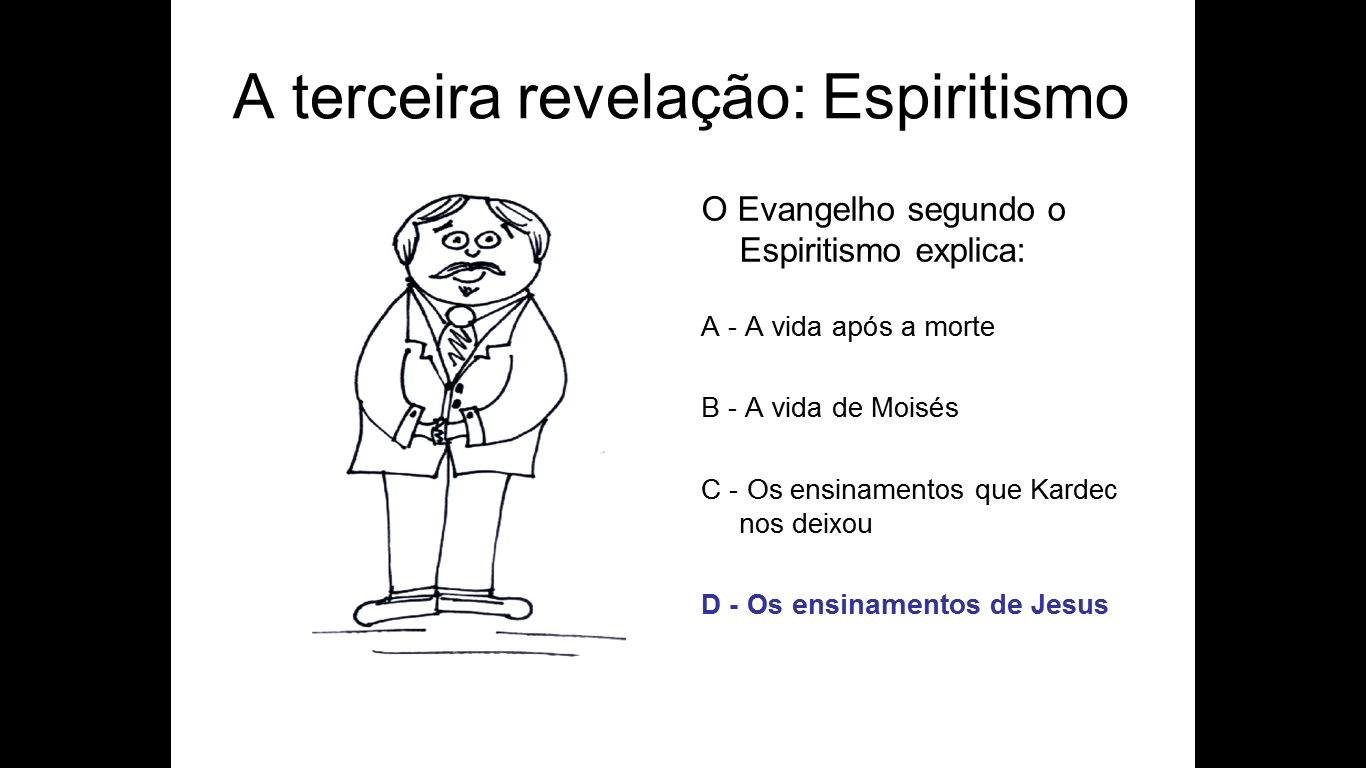 A terceira revelação: Espiritismo
O Evangelho segundo o
Espiritismo explica:
A - A vida após a morte
B - A vida de Moisés
C - Os ensinamentos que Kardec
nos deixou
D - Os ensinamentos de Jesus